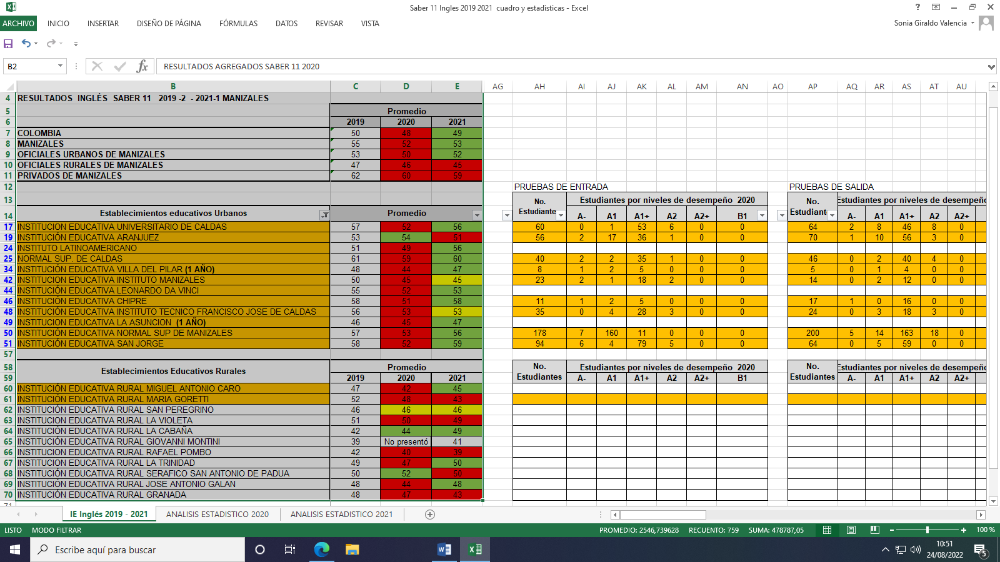 Saber 11 Ingles 2019 2021 cuadro y estadisticas - Excel
ARCHIVO INICIO INSERTAR DISEÑO DE PÁGINA FÓRMULAS DATOS REVISAR VISTA Sonia Giraldo Valencia
B2 RESULTADOS AGREGADOS SABER 11 2020
B C D E AG AH AI AJ AK AL AM AN AO AP AQ AR AS AT AU
4 RESULTADOS INGLÉS SABER 11 2019 -2 - 2021-1 MANIZALES
5 Promedio
6 2019 2020 2021
7 COLOMBIA 50 48 49
8 MANIZALES 55 52 53
9 OFICIALES URBANOS DE MANIZALES 53 50 52
10 OFICIALES RURALES DE MANIZALES 47 46 45
11 PRIVADOS DE MANIZALES 62 60 59
12 PRUEBAS DE ENTRADA PRUEBAS DE SALIDA
13 No. Estudiante Estudiantes por niveles de desempeño 2020 No. Estudiant Estudiantes por niveles de desempeño
14 Establecimientos educativos Urbanos Promedio A- A1 A1+ A2 A2+ B1 A- A1 A1+ A2 A2+
17 INSTITUCION EDUCATIVA UNIVERSITARIO DE CALDAS 57 52 56 60 0 1 53 6 0 0 64 2 8 46 8 0
19 INSTITUCIÓN EDUCATIVA ARANJUEZ 53 54 51 56 2 17 36 1 0 0 70 1 10 56 3 0
24 INSTITUTO LATINOAMERICANO 51 49 56
25 NORMAL SUP. DE CALDAS 61 59 60 40 2 2 35 1 0 0 46 0 2 40 4 0
34 INSTITUCIÓN EDUCATIVA VILLA DEL PILAR (1 AÑO) 48 44 47 8 1 2 5 0 0 0 5 0 1 4 0 0
42 INSTITUCION EDUCATIVA INSTITUTO MANIZALES 50 45 45 23 2 1 18 2 0 0 14 0 2 12 0 0
44 INSTITUCION EDUCATIVA LEONARDO DA VINCI 55 52 53
46 INSTITUCION EDUCATIVA CHIPRE 58 51 58 11 1 2 5 0 0 0 17 1 0 16 0 0
48 INSTITUCION EDUCATIVA INSTITUTO TECNICO FRANCISCO JOSE DE CALDAS 56 53 53 35 0 4 28 3 0 0 24 0 3 18 3 0
49 INSTITUCION EDUCATIVA LA ASUNCION (1 AÑO) 46 45 47
50 INSTITUCIÓN EDUCATIVA NORMAL SUP DE MANIZALES 57 53 56 178 7 160 11 0 0 0 200 5 14 163 18 0
51 INSTITUCIÓN EDUCATIVA SAN JORGE 58 52 59 94 6 4 79 5 0 0 64 0 5 59 0 0
57
58 Establecimientos Educativos Rurales Promedio No. Estudiantes Estudiantes por niveles de desempeño 2020 No. Estudiantes Estudiantes por niveles de desempeño
59 2019 2020 2021 A- A1 A1+ A2 A2+ B1 A- A1 A1+ A2 A2+
60 INSTITUCIÓN EDUCATIVA RURAL MIGUEL ANTONIO CARO 47 42 45
61 INSTITUCIÓN EDUCATIVA RURAL MARIA GORETTI 52 48 43
62 INSTITUCIÓN EDUCATIVA RURAL SAN PEREGRINO 46 46 46
63 INSTITUCIÓN EDUCATIVA RURAL LA VIOLETA 51 50 49
64 INSTITUCIÓN EDUCATIVA RURAL LA CABAÑA 42 44 49
65 INSTITUCIÓN EDUCATIVA RURAL GIOVANNI MONTINI 39 No presentó 41
66 INSTITUCION EDUCATIVA RURAL RAFAEL POMBO 42 40 39
67 INSTITUCIÓN EDUCATIVA RURAL LA TRINIDAD 49 47 50
68 INSTITUCIÓN EDUCATIVA RURAL SERAFICO SAN ANTONIO DE PADUA 50 52 50
69 INSTITUCIÓN EDUCATIVA RURAL JOSE ANTONIO GALAN 48 44 48
70 INSTITUCIÓN EDUCATIVA RURAL GRANADA 48 47 43
IE Inglés 2019 - 2021 ANALISIS ESTADISTICO 2020 ANALISIS ESTADISTICO 2021
LISTO MODO FILTRAR PROMEDIO: 2546,739628 RECUENTO: 759 SUMA: 478787,05 100 %
Escribe aquí para buscar 10:51
24/08/2022 5